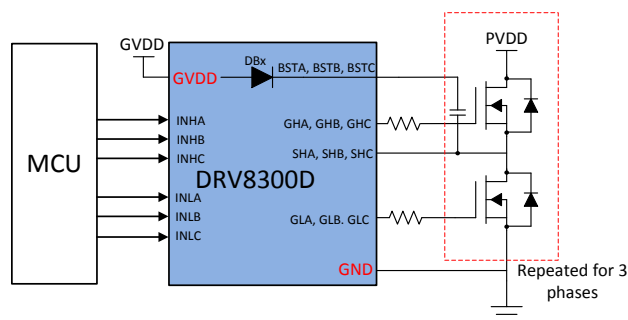 GVDD
PVDD
DBx
BSTA, BSTB, BSTC
GVDD
INHA
GHA, GHB, GHC
INHB
INHC
SHA, SHB, SHC
MCU
DRV8300D
INLA
INLB
GLA, GLB. GLC
INLC
GND
Repeated for 3
phases